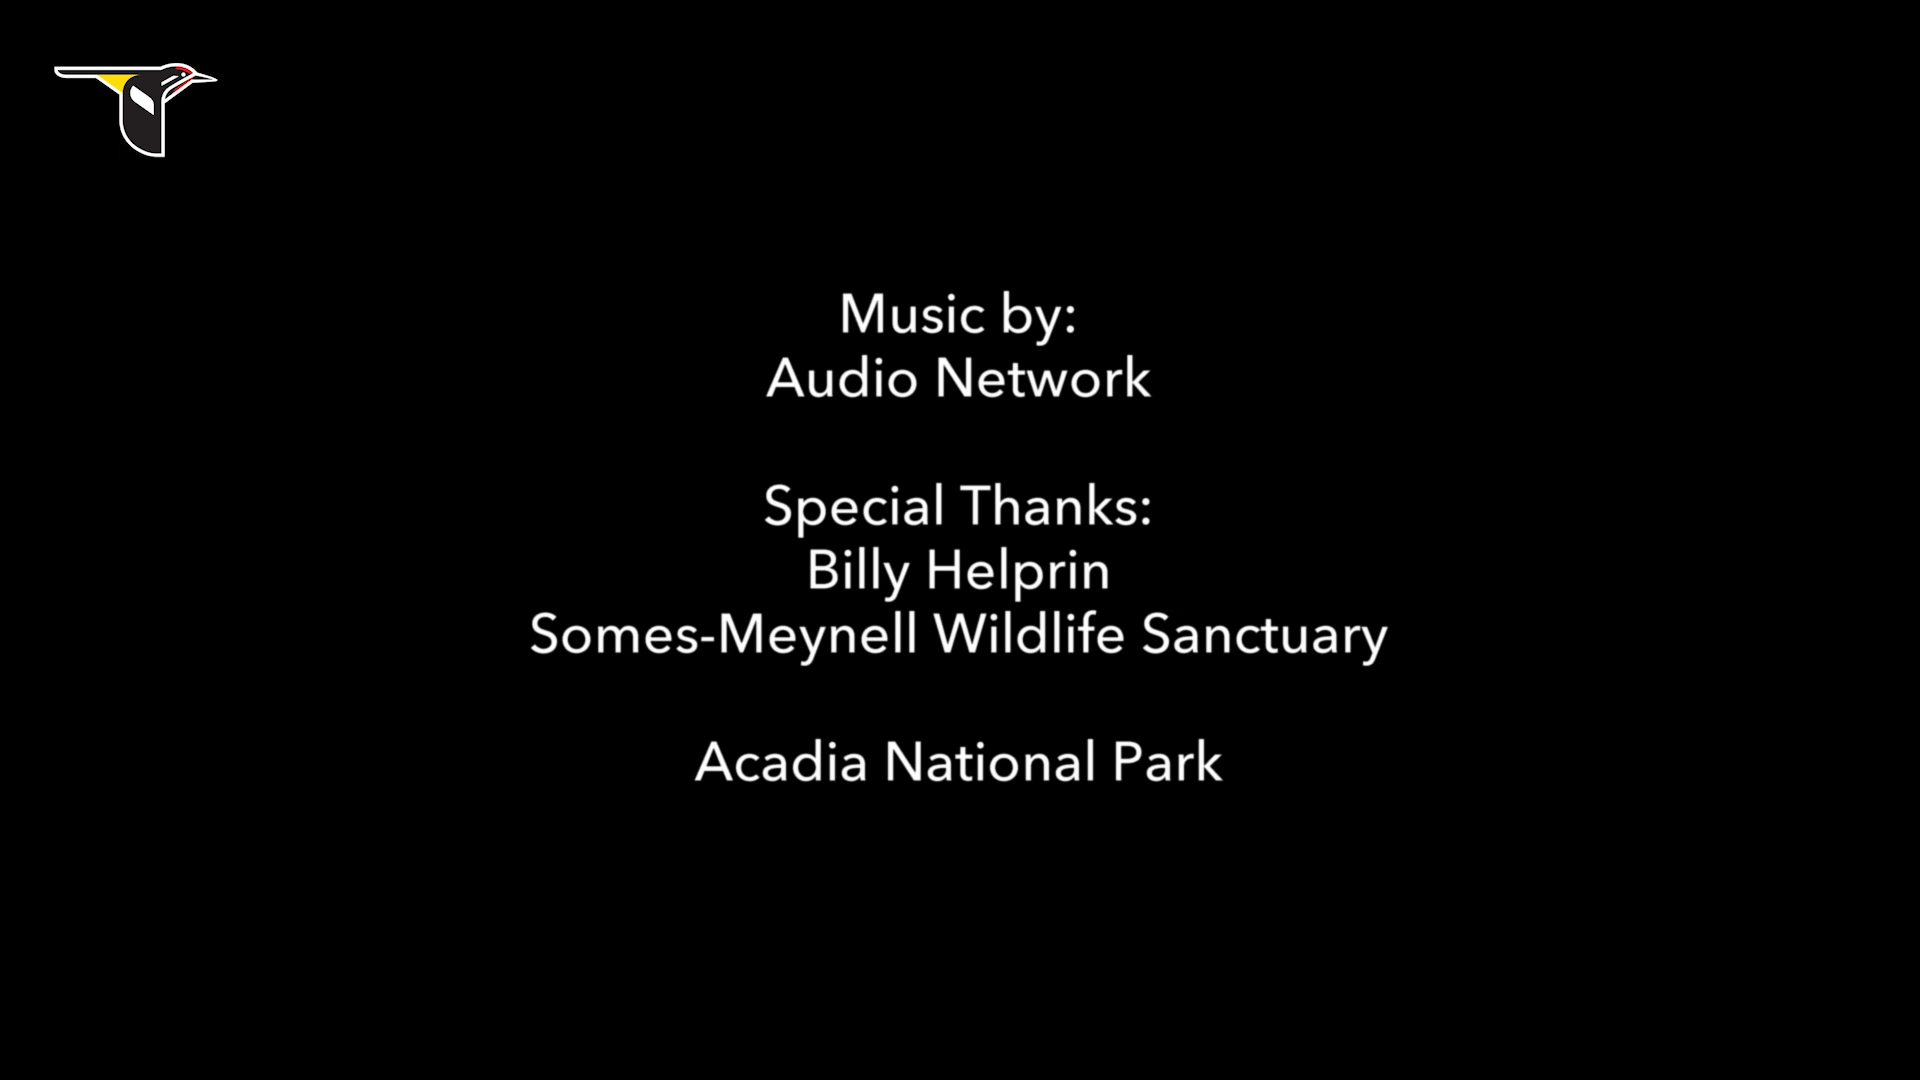 Music by:
Audio Network
Special Thanks:
Billy Helprin
Somes-Meynell Wildlife Sanctuary
Acadia National Park